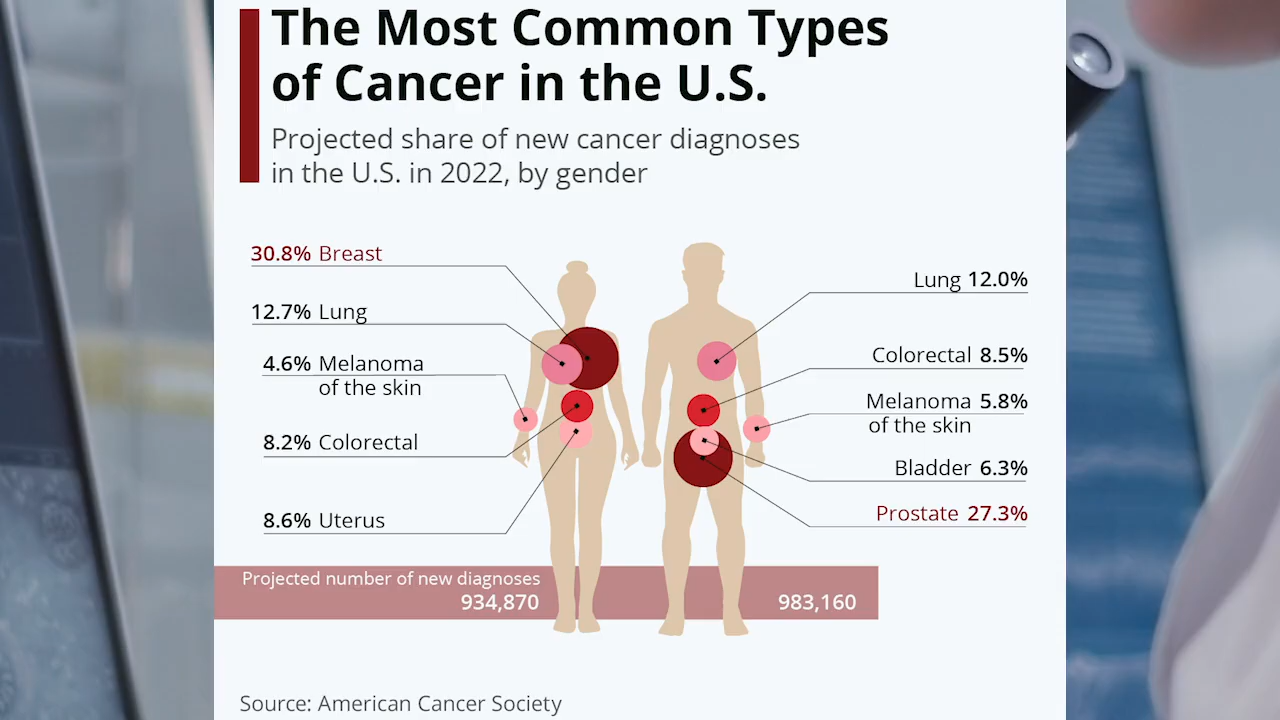 The Most Common Types
of Cancer in the U.S.
Projected share of new cancer diagnoses
in the U.S. in 2022, by gender
30.8% Breast
12.7% Lung
4.6% Melanoma
of the skin
8.2% Colorectal
8.6% Uterus
Lung 12.0%
Colorectal 8.5%
Melanoma 5.8%
of the skin
Bladder 6.3%
Prostate 27.3%
Projected number of new diagnoses
934,870
983,160
Source: American Cancer Society